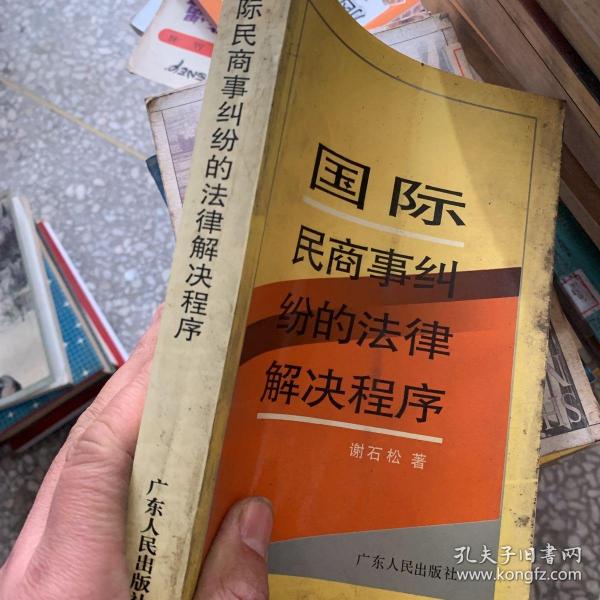 国际
民商事纠
纷的法律
解决程序
谢石松 著
广东人民出版社
际民商事纠纷的法律解决程序
广东人民出版社
孔夫子旧书网
www.kongfz.com